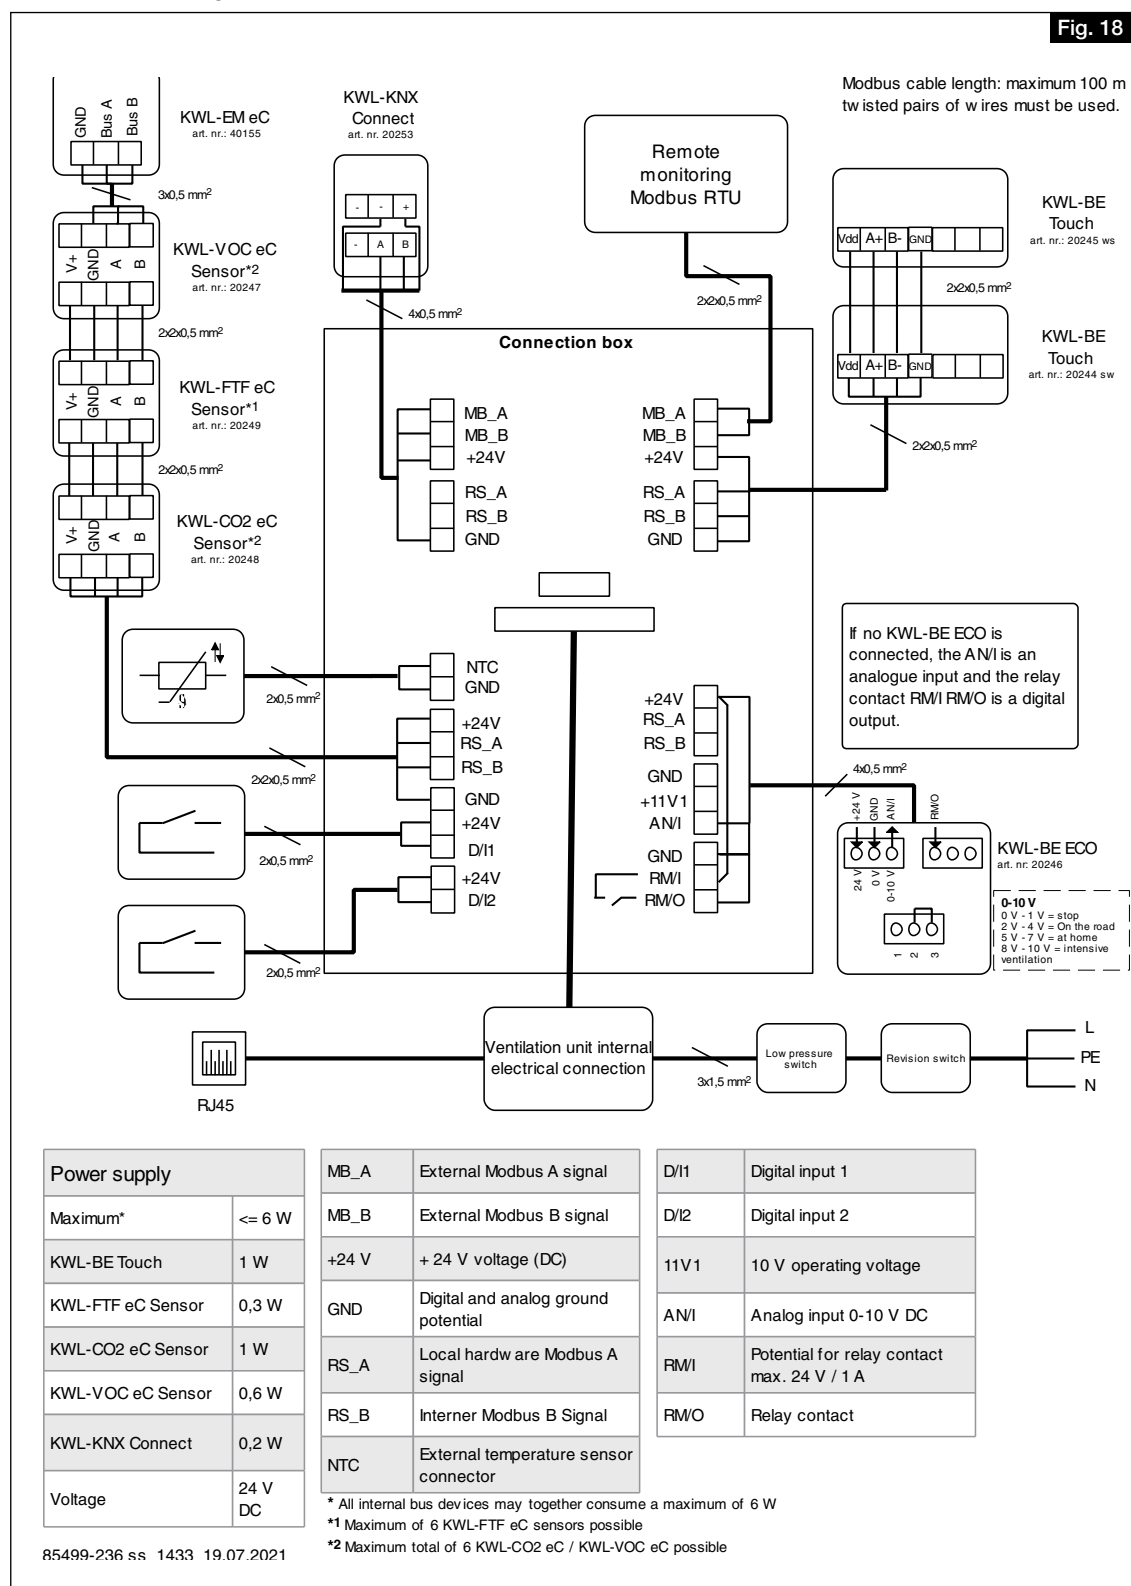 Fig. 18
Modbus cable length: maximum 100 m
twisted pairs of wires must be used.
GND
Bus A
Bus B
KWL-EM eC
art. nr.: 40155
3x0,5 mm²
V+
GND
A
B
KWL-VOC eC
Sensor*2
art. nr.: 20247
2x2x0,5 mm²
V+
GND
A
B
KWL-FTF eC
Sensor*1
art. nr.: 20249
2x2x0,5 mm²
V+
GND
A
B
KWL-CO2 eC
Sensor*2
art. nr.: 20248
KWL-KNX
Connect
art. nr. 20253
- - +
- A B
4x0,5 mm²
Remote
monitoring
Modbus RTU
2x2x0,5 mm²
Vdd A+ B- GND
KWL-BE
Touch
art. nr.: 20245 ws
2x2x0,5 mm²
Vdd A+ B- GND
KWL-BE
Touch
art. nr.: 20244 sw
2x2x0,5 mm²
Connection box
MB_A
MB_B
+24V
RS_A
RS_B
GND
MB_A
MB_B
+24V
RS_A
RS_B
GND
ϑ
2x0,5 mm²
NTC
GND
+24V
RS_A
RS_B
2x2x0,5 mm²
GND
+24V
D/I1
2x0,5 mm²
+24V
D/I2
2x0,5 mm²
+24V
RS_A
RS_B
GND
+11V1
AN/I
GND
RM/I
RM/O
If no KWL-BE ECO is
connected, the AN/I is an
analogue input and the relay
contact RM/I RM/O is a digital
output.
4x0,5 mm²
+24 V
GND
AN/I
RM/O
24 V
0 V
0-10 V
1 2 3
KWL-BE ECO
art. nr: 20246
0-10 V
0 V - 1 V = stop
2 V - 4 V = On the road
5 V - 7 V = at home
8 V - 10 V = intensive
ventilation
RJ45
Ventilation unit internal
electrical connection
3x1,5 mm²
Low pressure
switch
Revision switch
L
PE
N
Power supply
Maximum* <= 6 W
KWL-BE Touch 1 W
KWL-FTF eC Sensor 0,3 W
KWL-CO2 eC Sensor 1 W
KWL-VOC eC Sensor 0,6 W
KWL-KNX Connect 0,2 W
Voltage 24 V
DC
MB_A External Modbus A signal
MB_B External Modbus B signal
+24 V + 24 V voltage (DC)
GND Digital and analog ground
potential
RS_A Local hardware Modbus A
signal
RS_B Interner Modbus B Signal
NTC External temperature sensor
connector
D/I1 Digital input 1
D/I2 Digital input 2
11V1 10 V operating voltage
AN/I Analog input 0-10 V DC
RM/I Potential for relay contact
max. 24 V / 1 A
RM/O Relay contact
* All internal bus devices may together consume a maximum of 6 W
*1 Maximum of 6 KWL-FTF eC sensors possible
*2 Maximum total of 6 KWL-CO2 eC / KWL-VOC eC possible
85499-236 ss 1433 19.07.2021